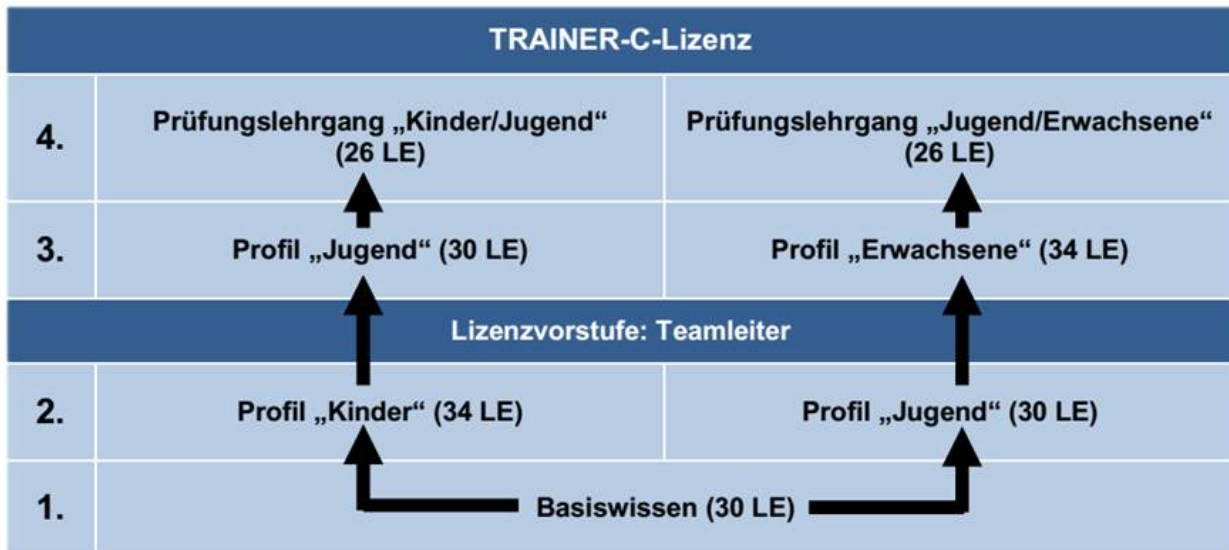 TRAINER-C-Lizenz
4.
Prüfungslehrgang „Kinder/Jugend“
(26 LE)
Prüfungslehrgang „Jugend/Erwachsene“
(26 LE)
3.
Profil „Jugend“ (30 LE)
Profil „Erwachsene“ (34 LE)
Lizenzvorstufe: Teamleiter
2.
Profil „Kinder“ (34 LE)
Profil „Jugend“ (30 LE)
1.
Basiswissen (30 LE)